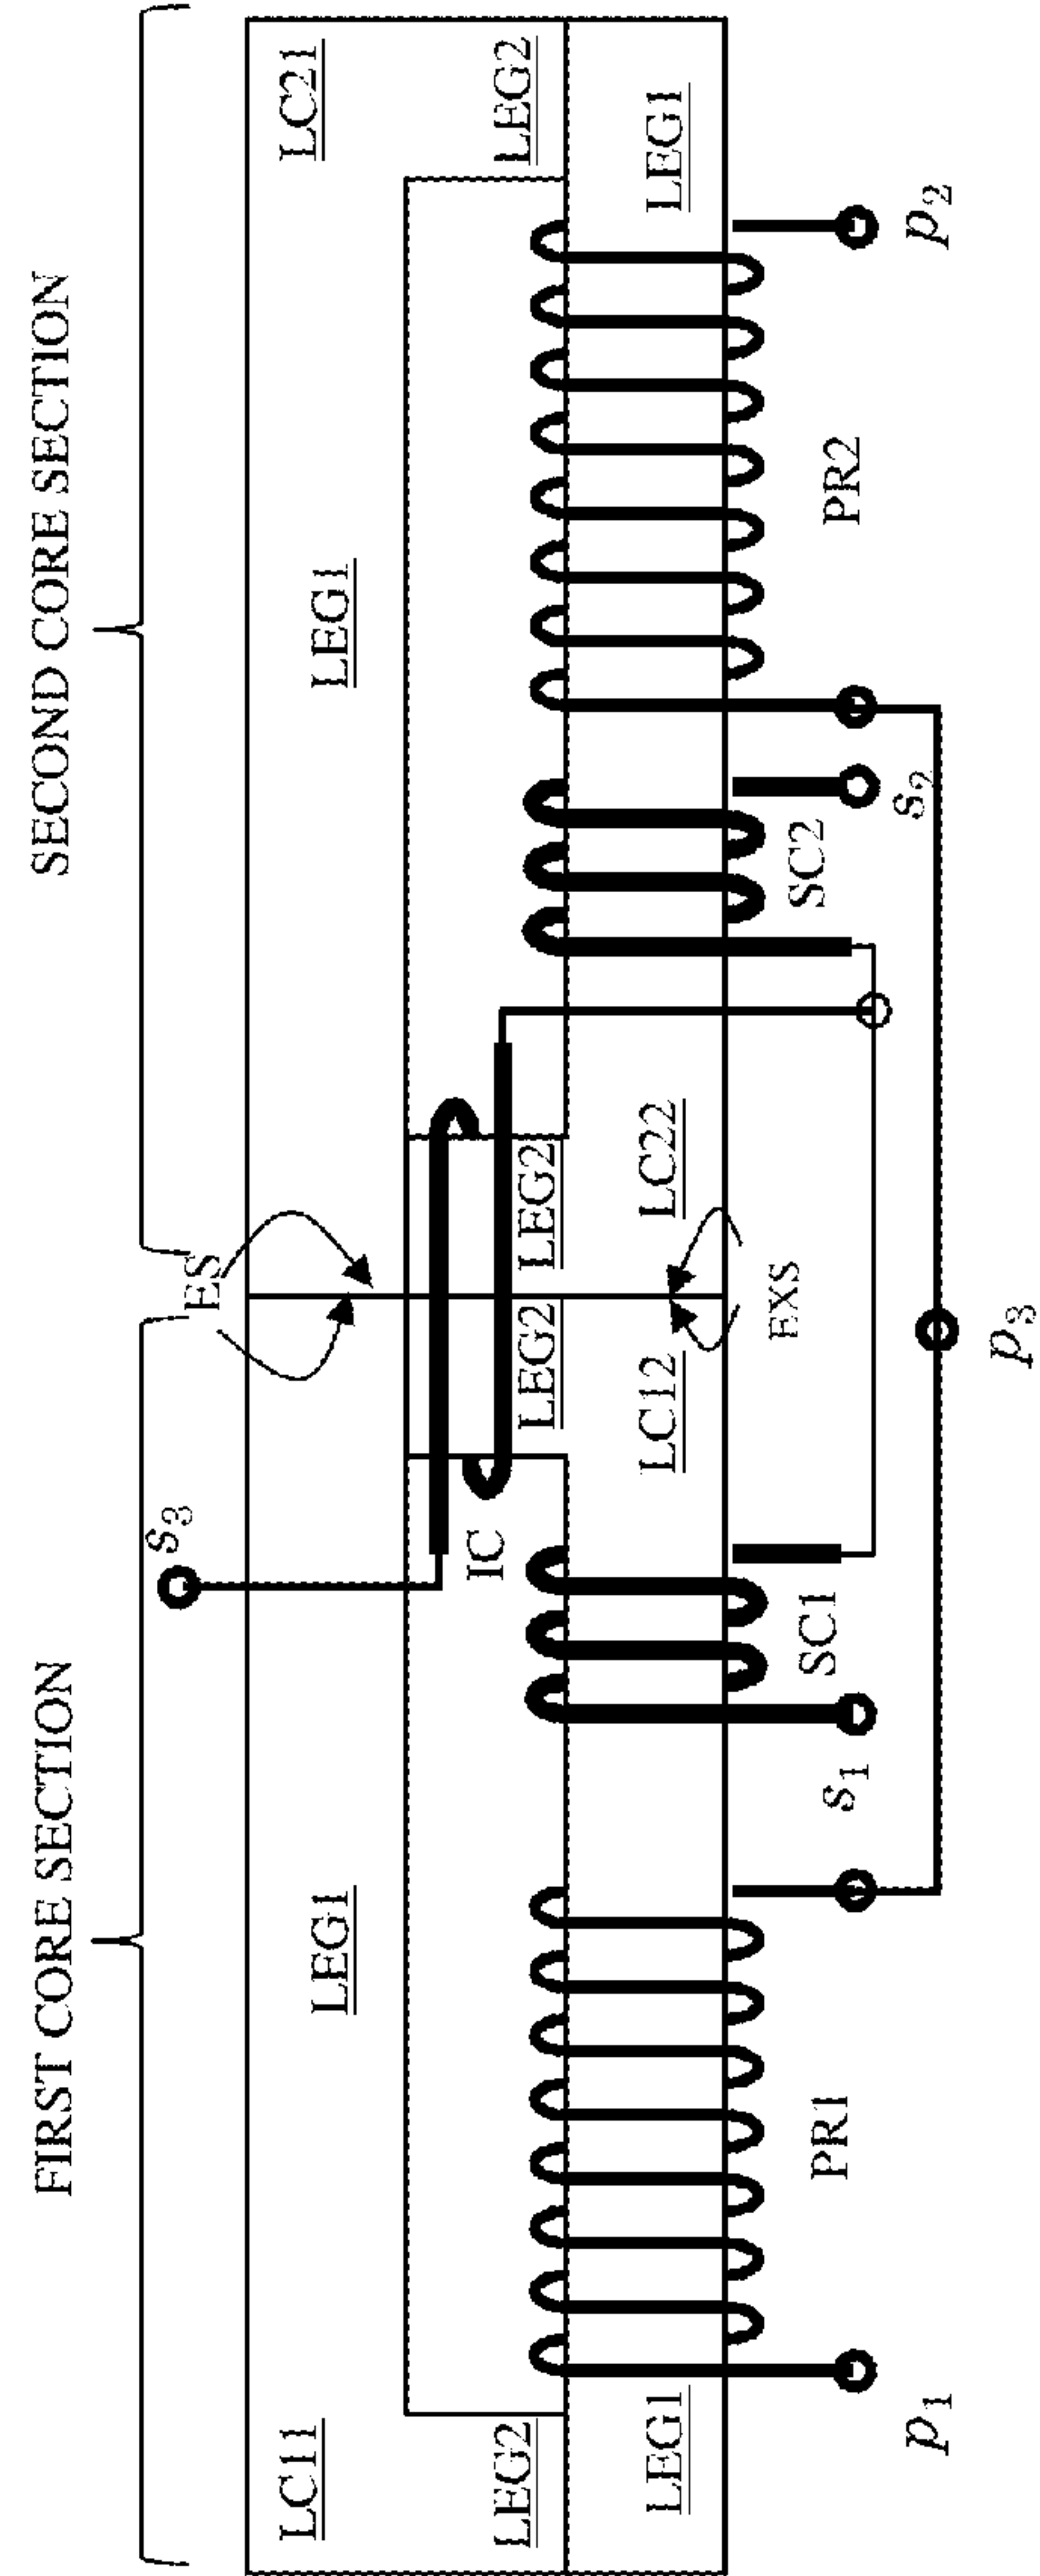 FIRST CORE SECTION
SECOND CORE SECTION
s₃
ES
LC11
LC21
LEG1
LEG1
IC
LEG2
LEG2
LEG2
LEG2
LEG1
LC12
LC22
LEG1
EXS
PR1
SC1
SC2
PR2
p₁
s₁
s₂
p₂
p₃